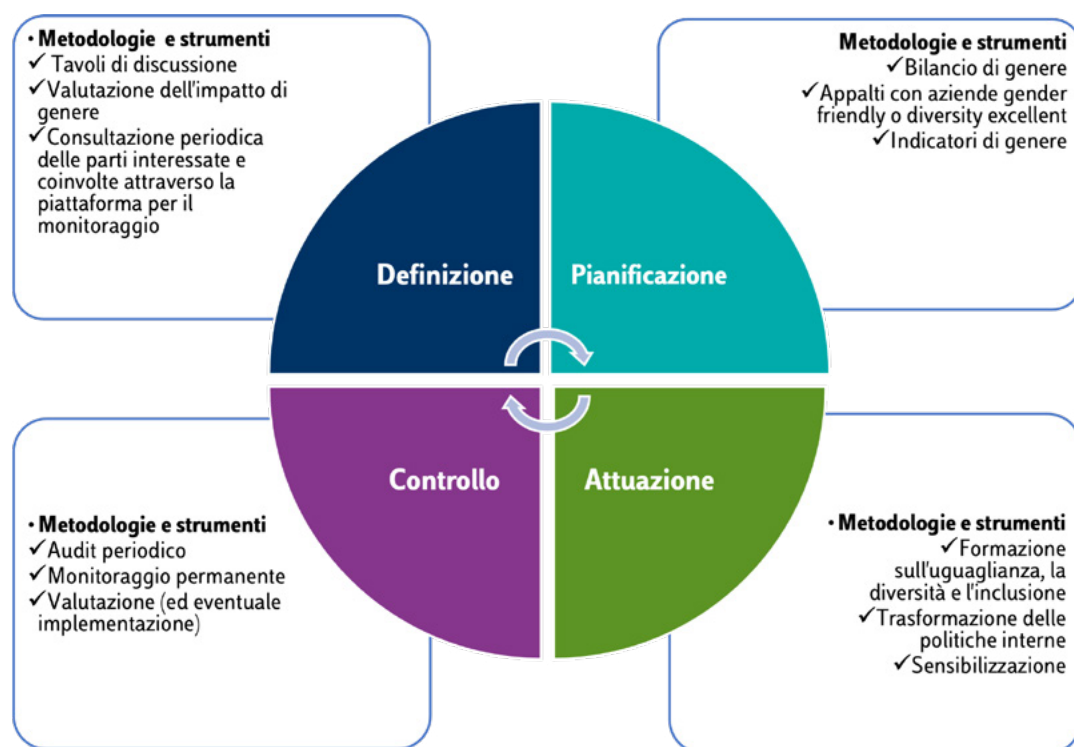 · Metodologie e strumenti
✓ Tavoli di discussione
✓ Valutazione dell'impatto di
genere
✓ Consultazione periodica
delle parti interessate e
coinvolte attraverso la
piattaforma per il
monitoraggio
Metodologie e strumenti
✓ Bilancio di genere
✓ Appalti con aziende gender
friendly o diversity excellent
✓ Indicatori di genere
Definizione
Pianificazione
Controllo
Attuazione
· Metodologie e strumenti
✓ Audit periodico
✓ Monitoraggio permanente
✓ Valutazione (ed eventuale
implementazione)
· Metodologie e strumenti
✓ Formazione
sull'uguaglianza, la
diversità e l'inclusione
✓ Trasformazione delle
politiche interne
✓ Sensibilizzazione